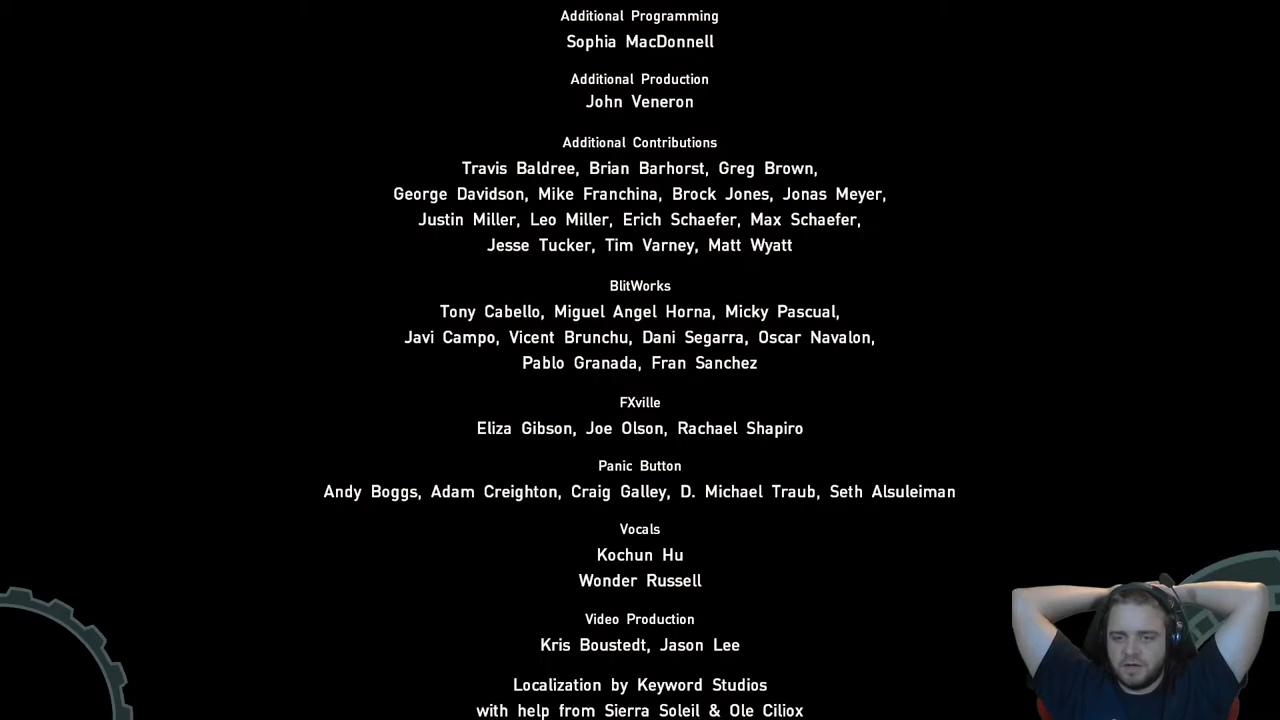 Additional Programming
Sophia MacDonnell
Additional Production
John Veneron
Additional Contributions
Travis Baldree, Brian Barhorst, Greg Brown,
George Davidson, Mike Franchina, Brock Jones, Jonas Meyer,
Justin Miller, Leo Miller, Erich Schaefer, Max Schaefer,
Jesse Tucker, Tim Varney, Matt Wyatt
BlitWorks
Tony Cabello, Miguel Angel Horna, Micky Pascual,
Javi Campo, Vicent Brunchu, Dani Segarra, Oscar Navalon,
Pablo Granada, Fran Sanchez
FXville
Eliza Gibson, Joe Olson, Rachael Shapiro
Panic Button
Andy Boggs, Adam Creighton, Craig Galley, D. Michael Traub, Seth Alsuleiman
Vocals
Kochun Hu
Wonder Russell
Video Production
Kris Boustedt, Jason Lee
Localization by Keyword Studios
with help from Sierra Soleil & Ole Ciliox